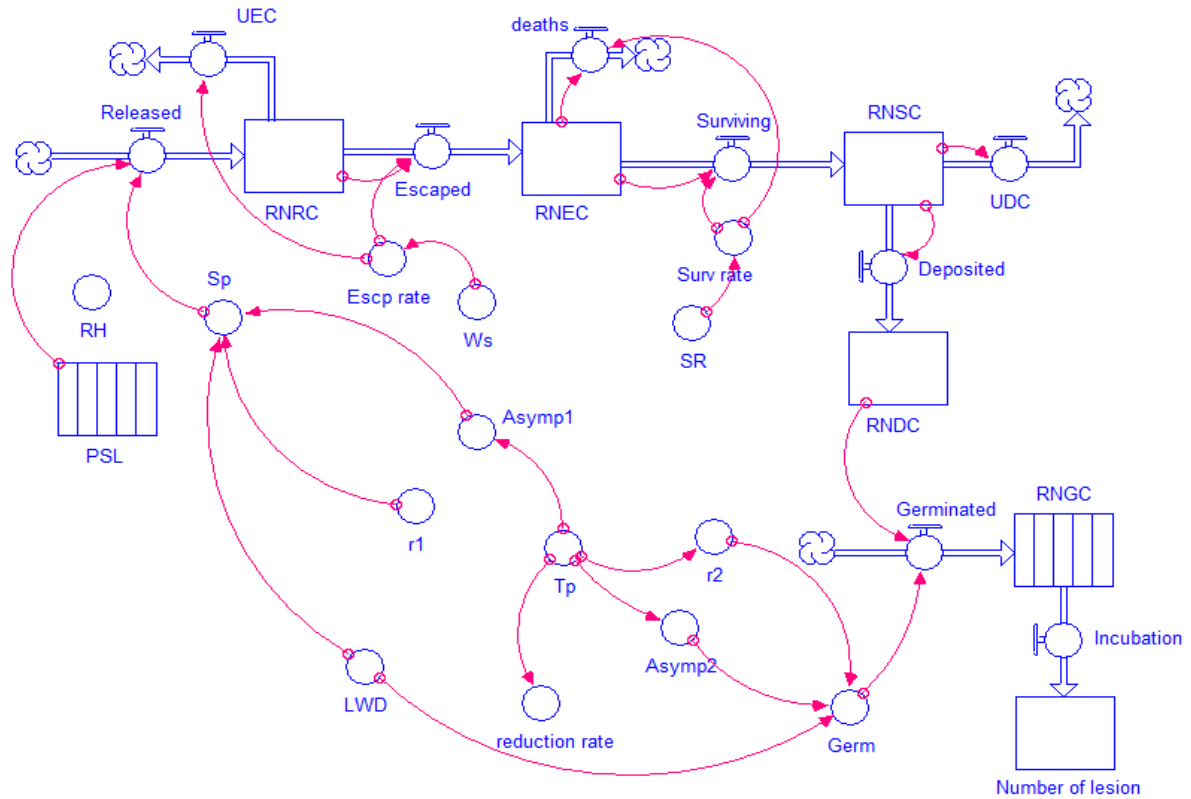 UEC
deaths
Released
Surviving
RNSC
RNRC
Escaped
RNEC
UDC
Sp
Escp rate
Surv rate
Deposited
RH
Ws
SR
Asymp1
PSL
RNDC
RNGC
Germinated
r1
Tp
r2
Incubation
Asymp2
LWD
reduction rate
Germ
Number of lesion